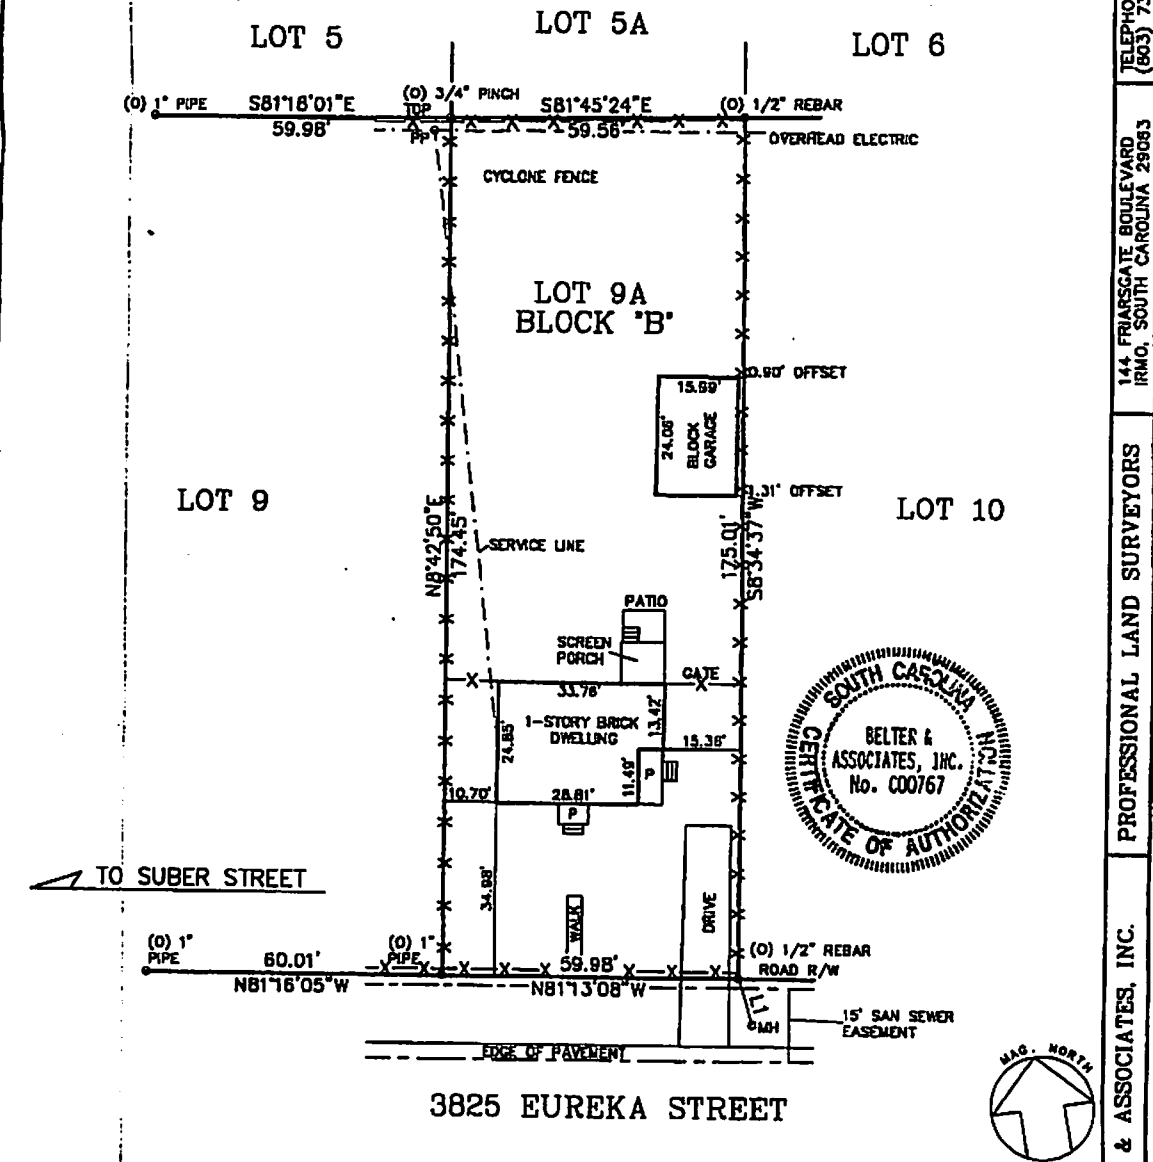 LOT 5
LOT 5A
LOT 6
(O) 1" PIPE
S81°18'01"E
59.98'
(O) 3/4" PINCH
TOP
PP
S81°45'24"E
59.56'
(O) 1/2" REBAR
OVERHEAD ELECTRIC
CYCLONE FENCE
LOT 9A
BLOCK "B"
0.90' OFFSET
15.99'
24.06'
BLOCK
GARAGE
1.31' OFFSET
LOT 9
LOT 10
N8°42'50"E
174.45'
175.01'
S8°34'37"W
SERVICE LINE
PATIO
SCREEN
PORCH
GATE
33.76'
1-STORY BRICK
DWELLING
13.42'
24.85'
15.38'
11.49'
P
10.70'
28.81'
P
34.98'
WALK
DRIVE
SOUTH CAROLINA
CERTIFICATE OF AUTHORIZATION
BELTER &
ASSOCIATES, INC.
No. C00767
TO SUBER STREET
(O) 1"
PIPE
60.01'
N81°16'05"W
(O) 1"
PIPE
59.98'
N81°13'08"W
(O) 1/2" REBAR
ROAD R/W
L1
MH
15' SAN SEWER
EASEMENT
EDGE OF PAVEMENT
3825 EUREKA STREET
MAG. NORTH
& ASSOCIATES, INC.
PROFESSIONAL LAND SURVEYORS
144 FRIARSGATE BOULEVARD
IRMO, SOUTH CAROLINA 29063
TELEPHO
(803) 73